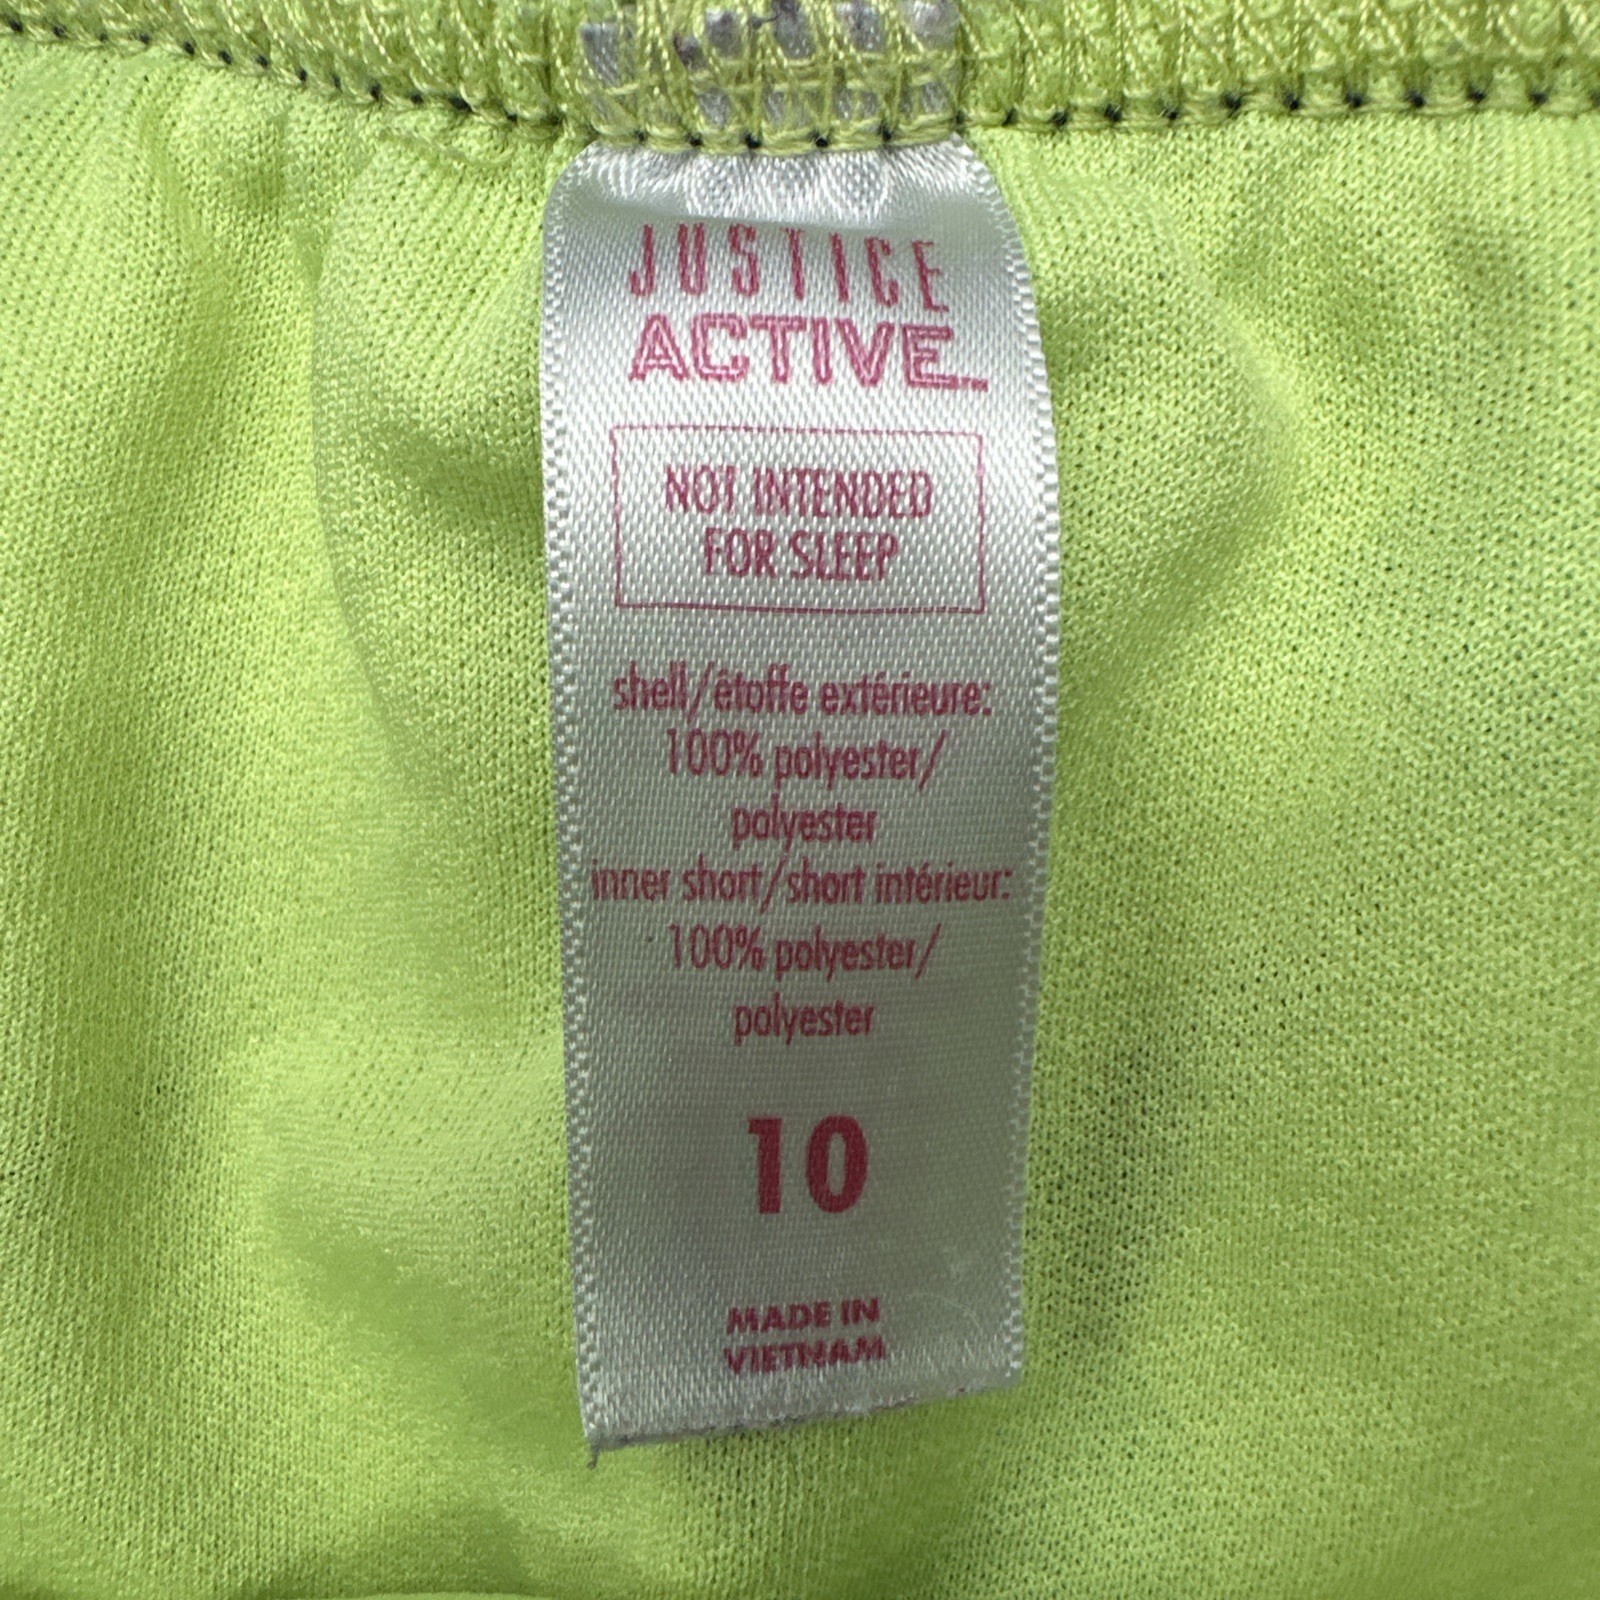 JUSTICE
ACTIVE
NOT INTENDED
FOR SLEEP
shell/étoffe extérieure:
100% polyester/
polyester
inner short/short intérieur:
100% polyester/
polyester
10
MADE IN
VIETNAM